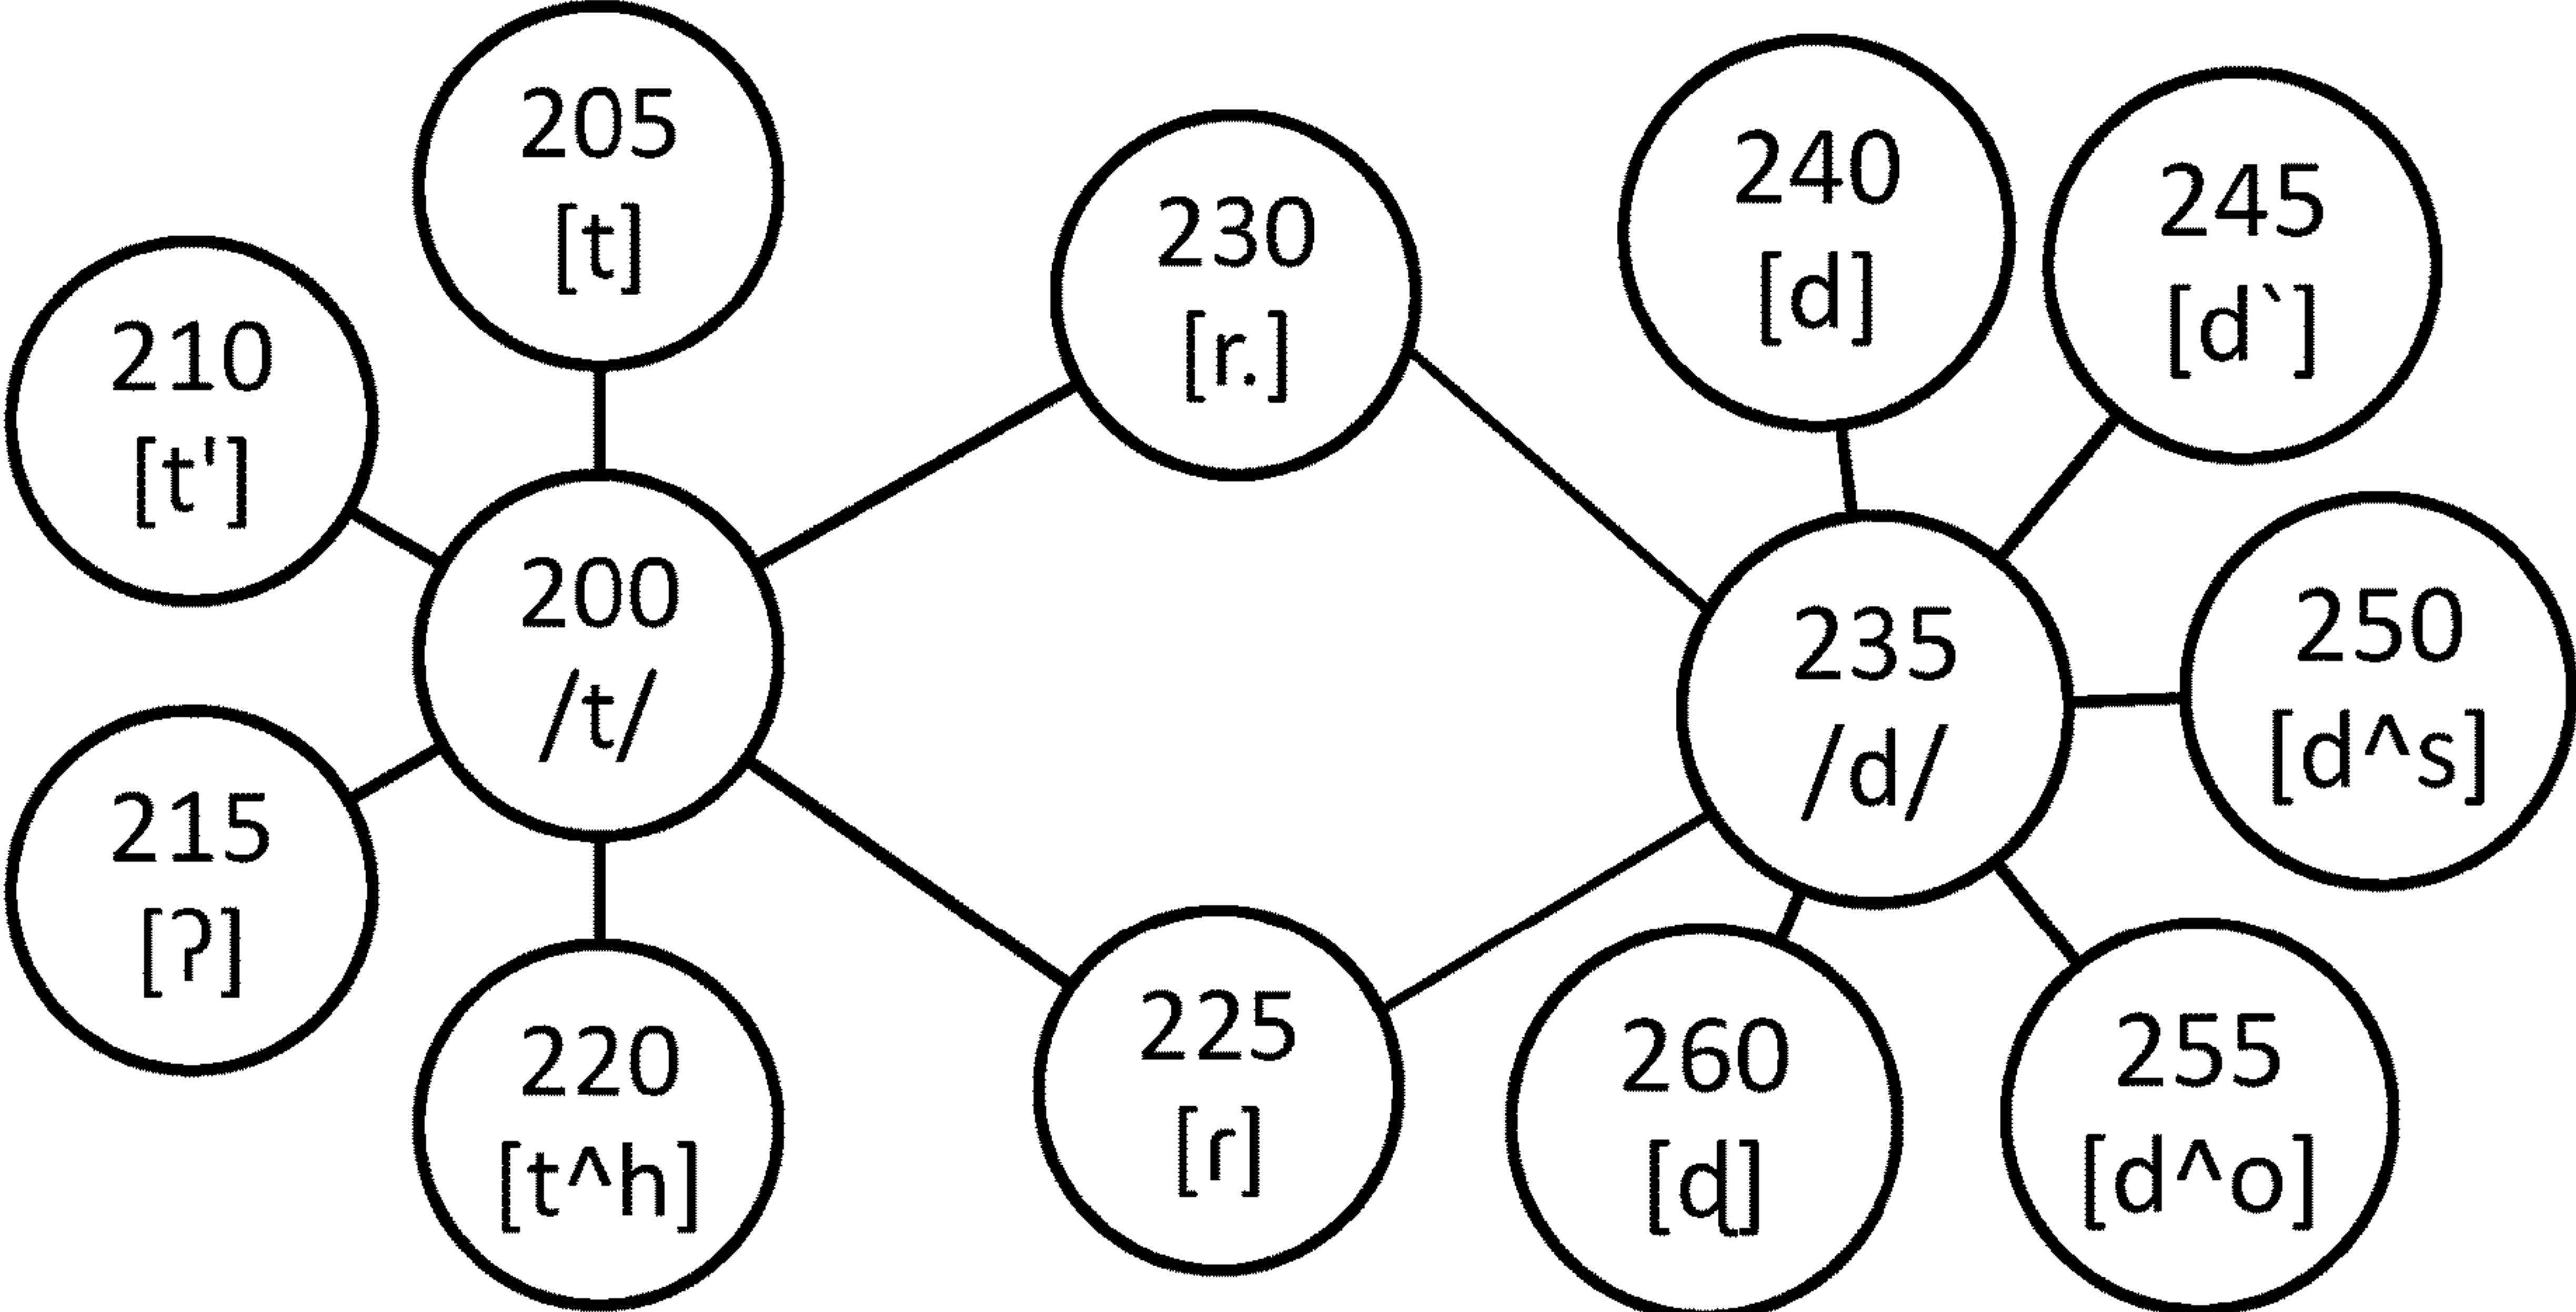 205
[t]
210
[t']
200
/t/
215
[ʔ]
220
[t^h]
230
[r.]
225
[r]
240
[d]
245
[d`]
235
/d/
250
[d^s]
260
[ɖ]
255
[d^o]